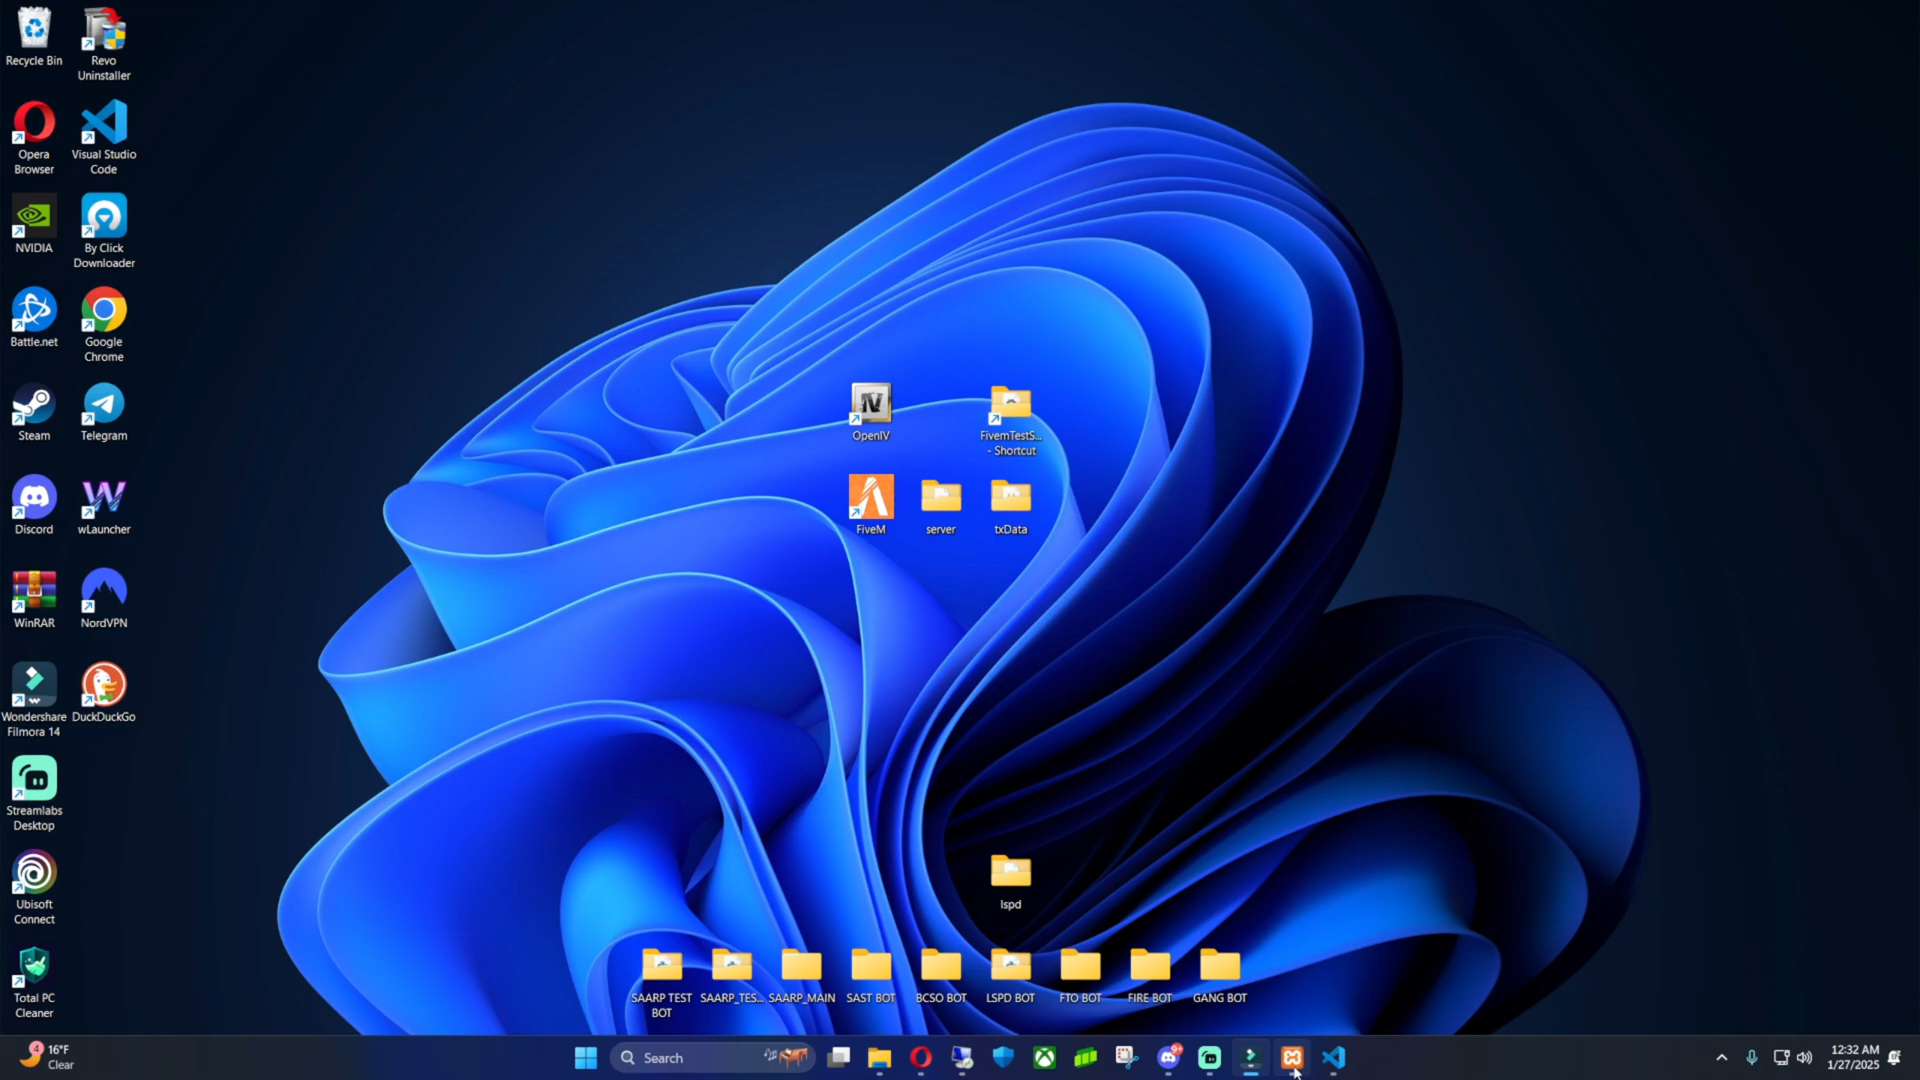 Recycle Bin
Revo
Uninstaller
Opera
Browser
Visual Studio
Code
NVIDIA
By Click
Downloader
Battle.net
Google
Chrome
Steam
Telegram
Discord
wLauncher
WinRAR
NordVPN
Wondershare
Filmora 14
DuckDuckGo
Streamlabs
Desktop
Ubisoft
Connect
Total PC
Cleaner
OpenIV
FivemTestS...
- Shortcut
FiveM
server
txData
lspd
SAARP TEST
BOT
SAARP_TES...
SAARP_MAIN
SAST BOT
BCSO BOT
LSPD BOT
FTO BOT
FIRE BOT
GANG BOT
4
16°F
Clear
Search
9+
12:32 AM
1/27/2025